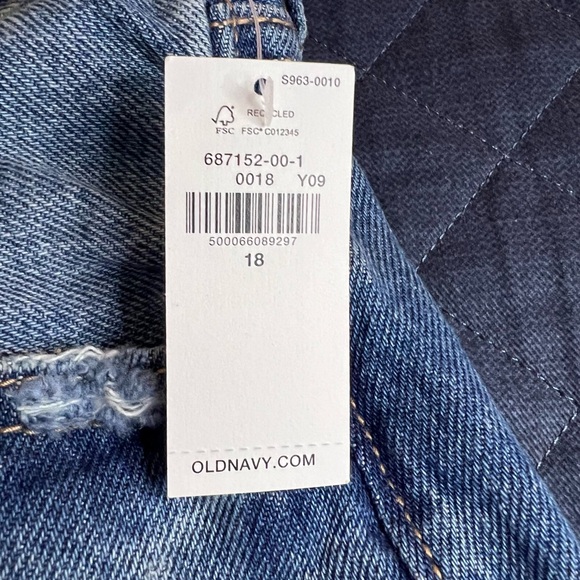 S963-0010
RECYCLED
FSC FSC® C012345
687152-00-1
0018 Y09
500066089297
18
OLDNAVY.COM